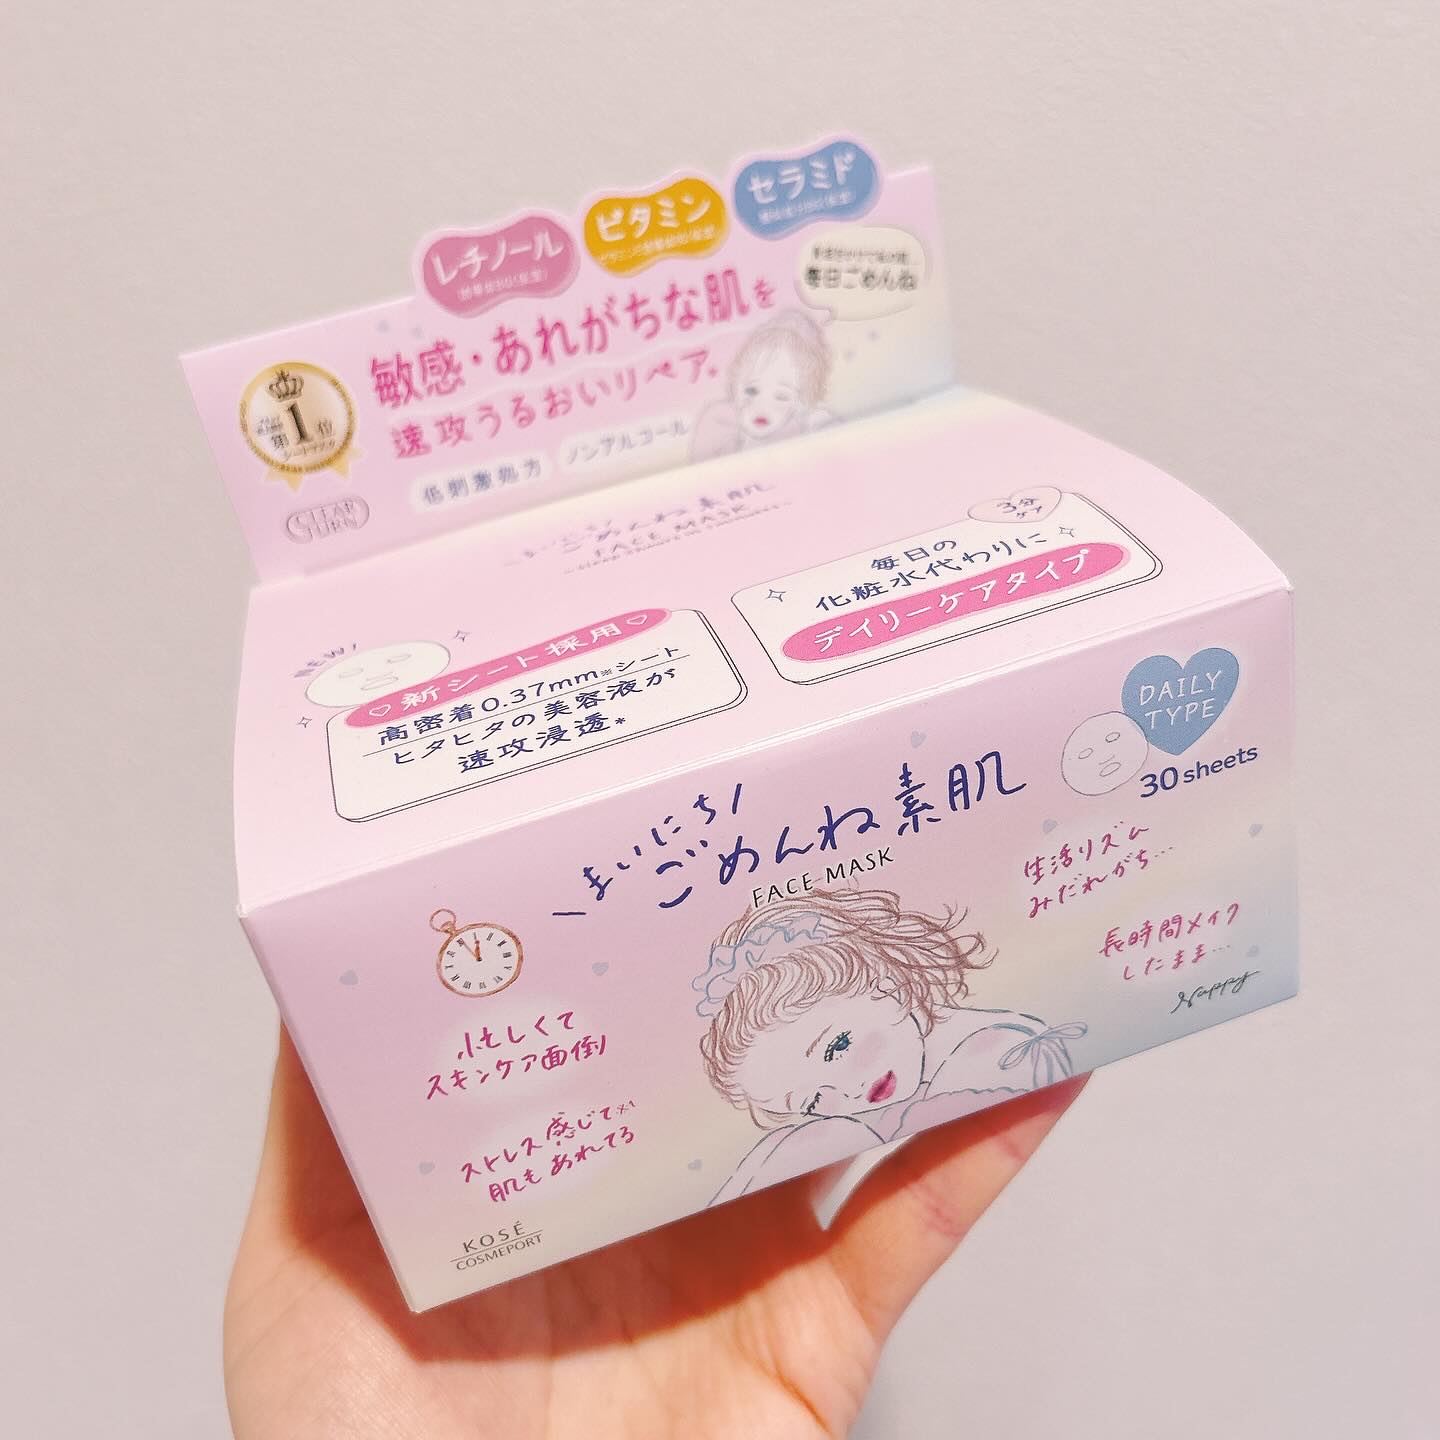 レチノール
ビタミン
セラミド
毎日ごめんね
敏感・あれがちな肌を
速攻うるおいリペア。
低刺激処方 ノンアルコール
第1位
シートマスク
CLEAR
TURN
ごめんね素肌
FACE MASK
NEW!
♡新シート採用♡
高密着0.37mm※シート
ヒタヒタの美容液が
速攻浸透*
3分
ケア
毎日の
化粧水代わりに
デイリーケアタイプ
DAILY
TYPE
30 sheets
まいにち
ごめんね素肌
FACE MASK
生活リズム
みだれがち…
長時間メイク
したまま…
Nappy
忙しくて
スキンケア面倒
ストレス感じて※1
肌もあれてる
KOSÉ
COSMEPORT